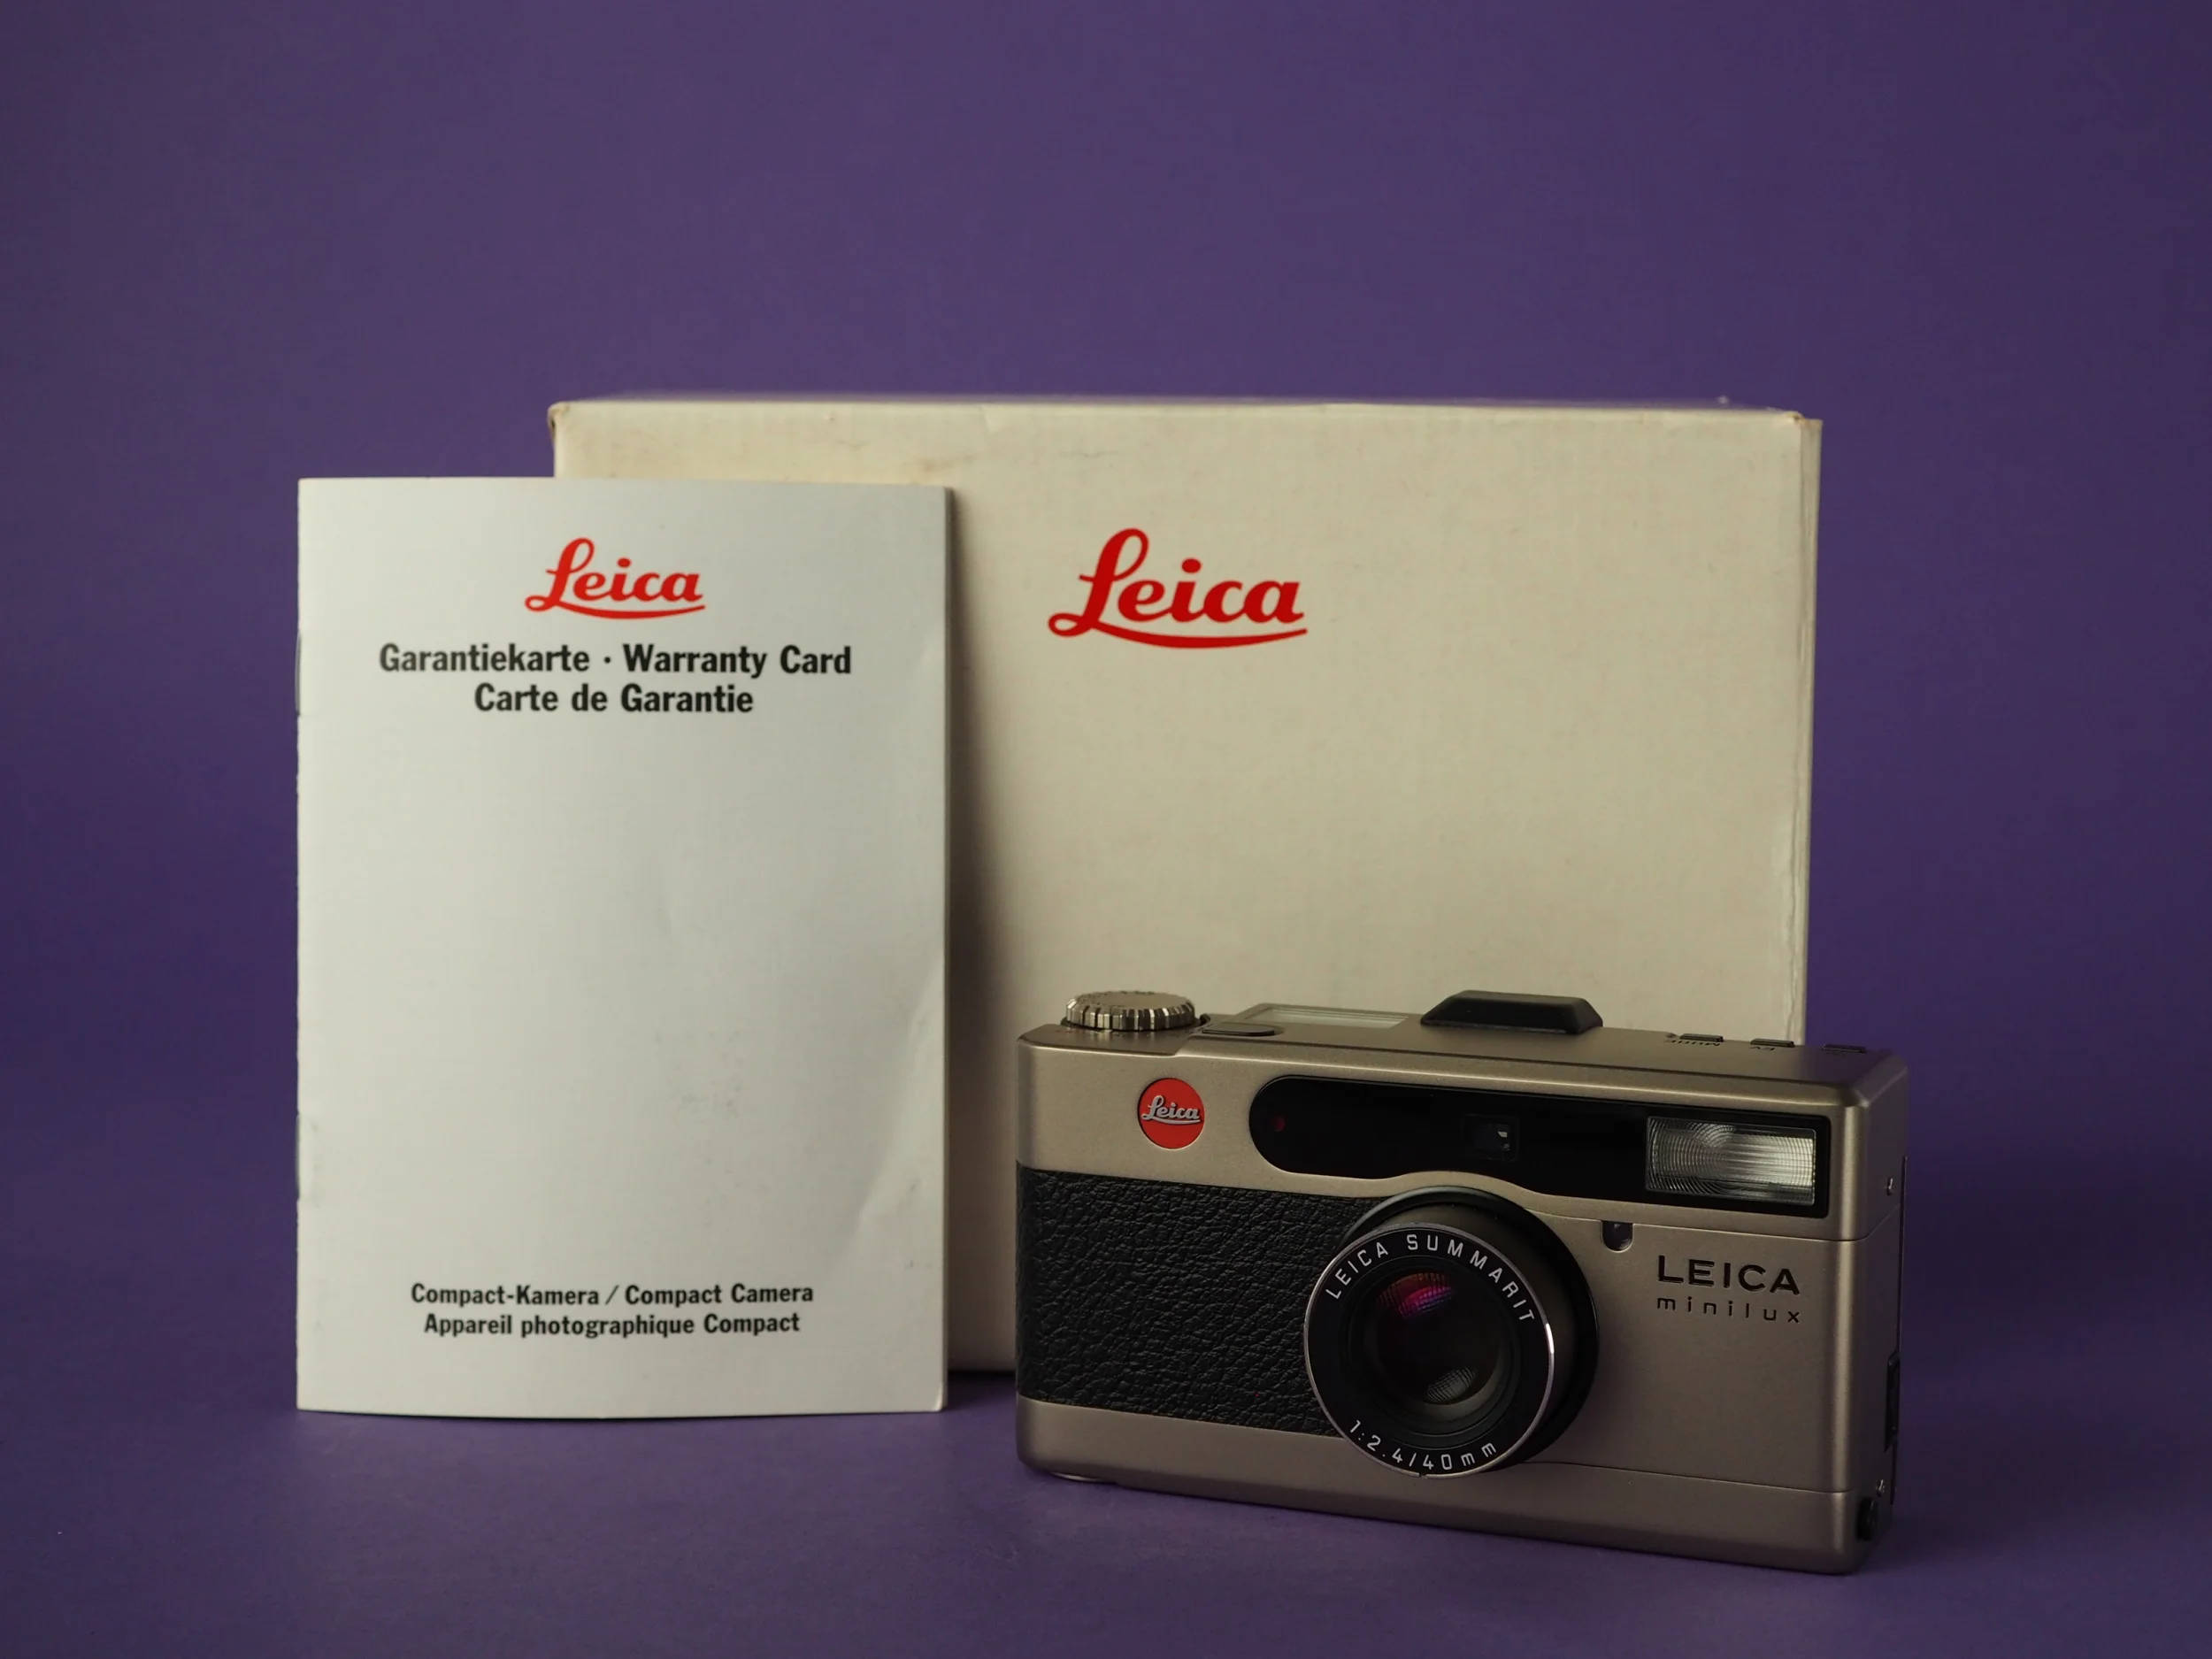 Leica
Garantiekarte · Warranty Card
Carte de Garantie
Compact-Kamera / Compact Camera
Appareil photographique Compact
Leica
Leica
LEICA SUMMARIT
1:2.4/40mm
LEICA
minilux